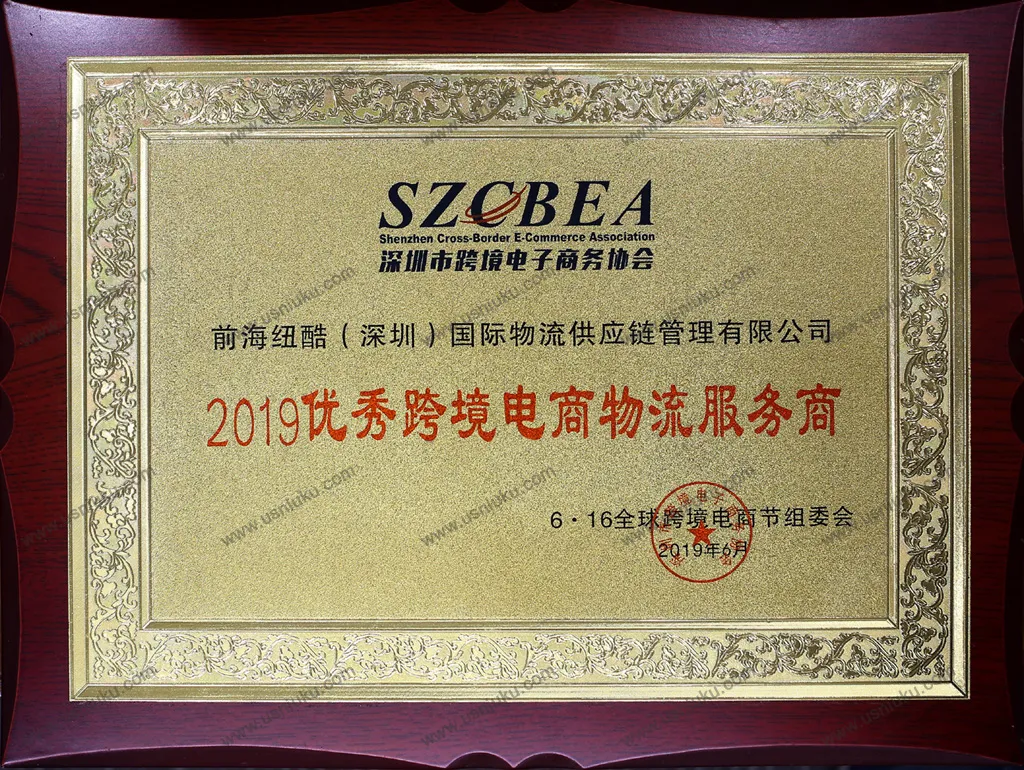 SZCBEA
Shenzhen Cross-Border E-Commerce Association
深圳市跨境电子商务协会
前海纽酷（深圳）国际物流供应链管理有限公司
2019优秀跨境电商物流服务商
6·16全球跨境电商节组委会
2019年6月
www.usniuku.com